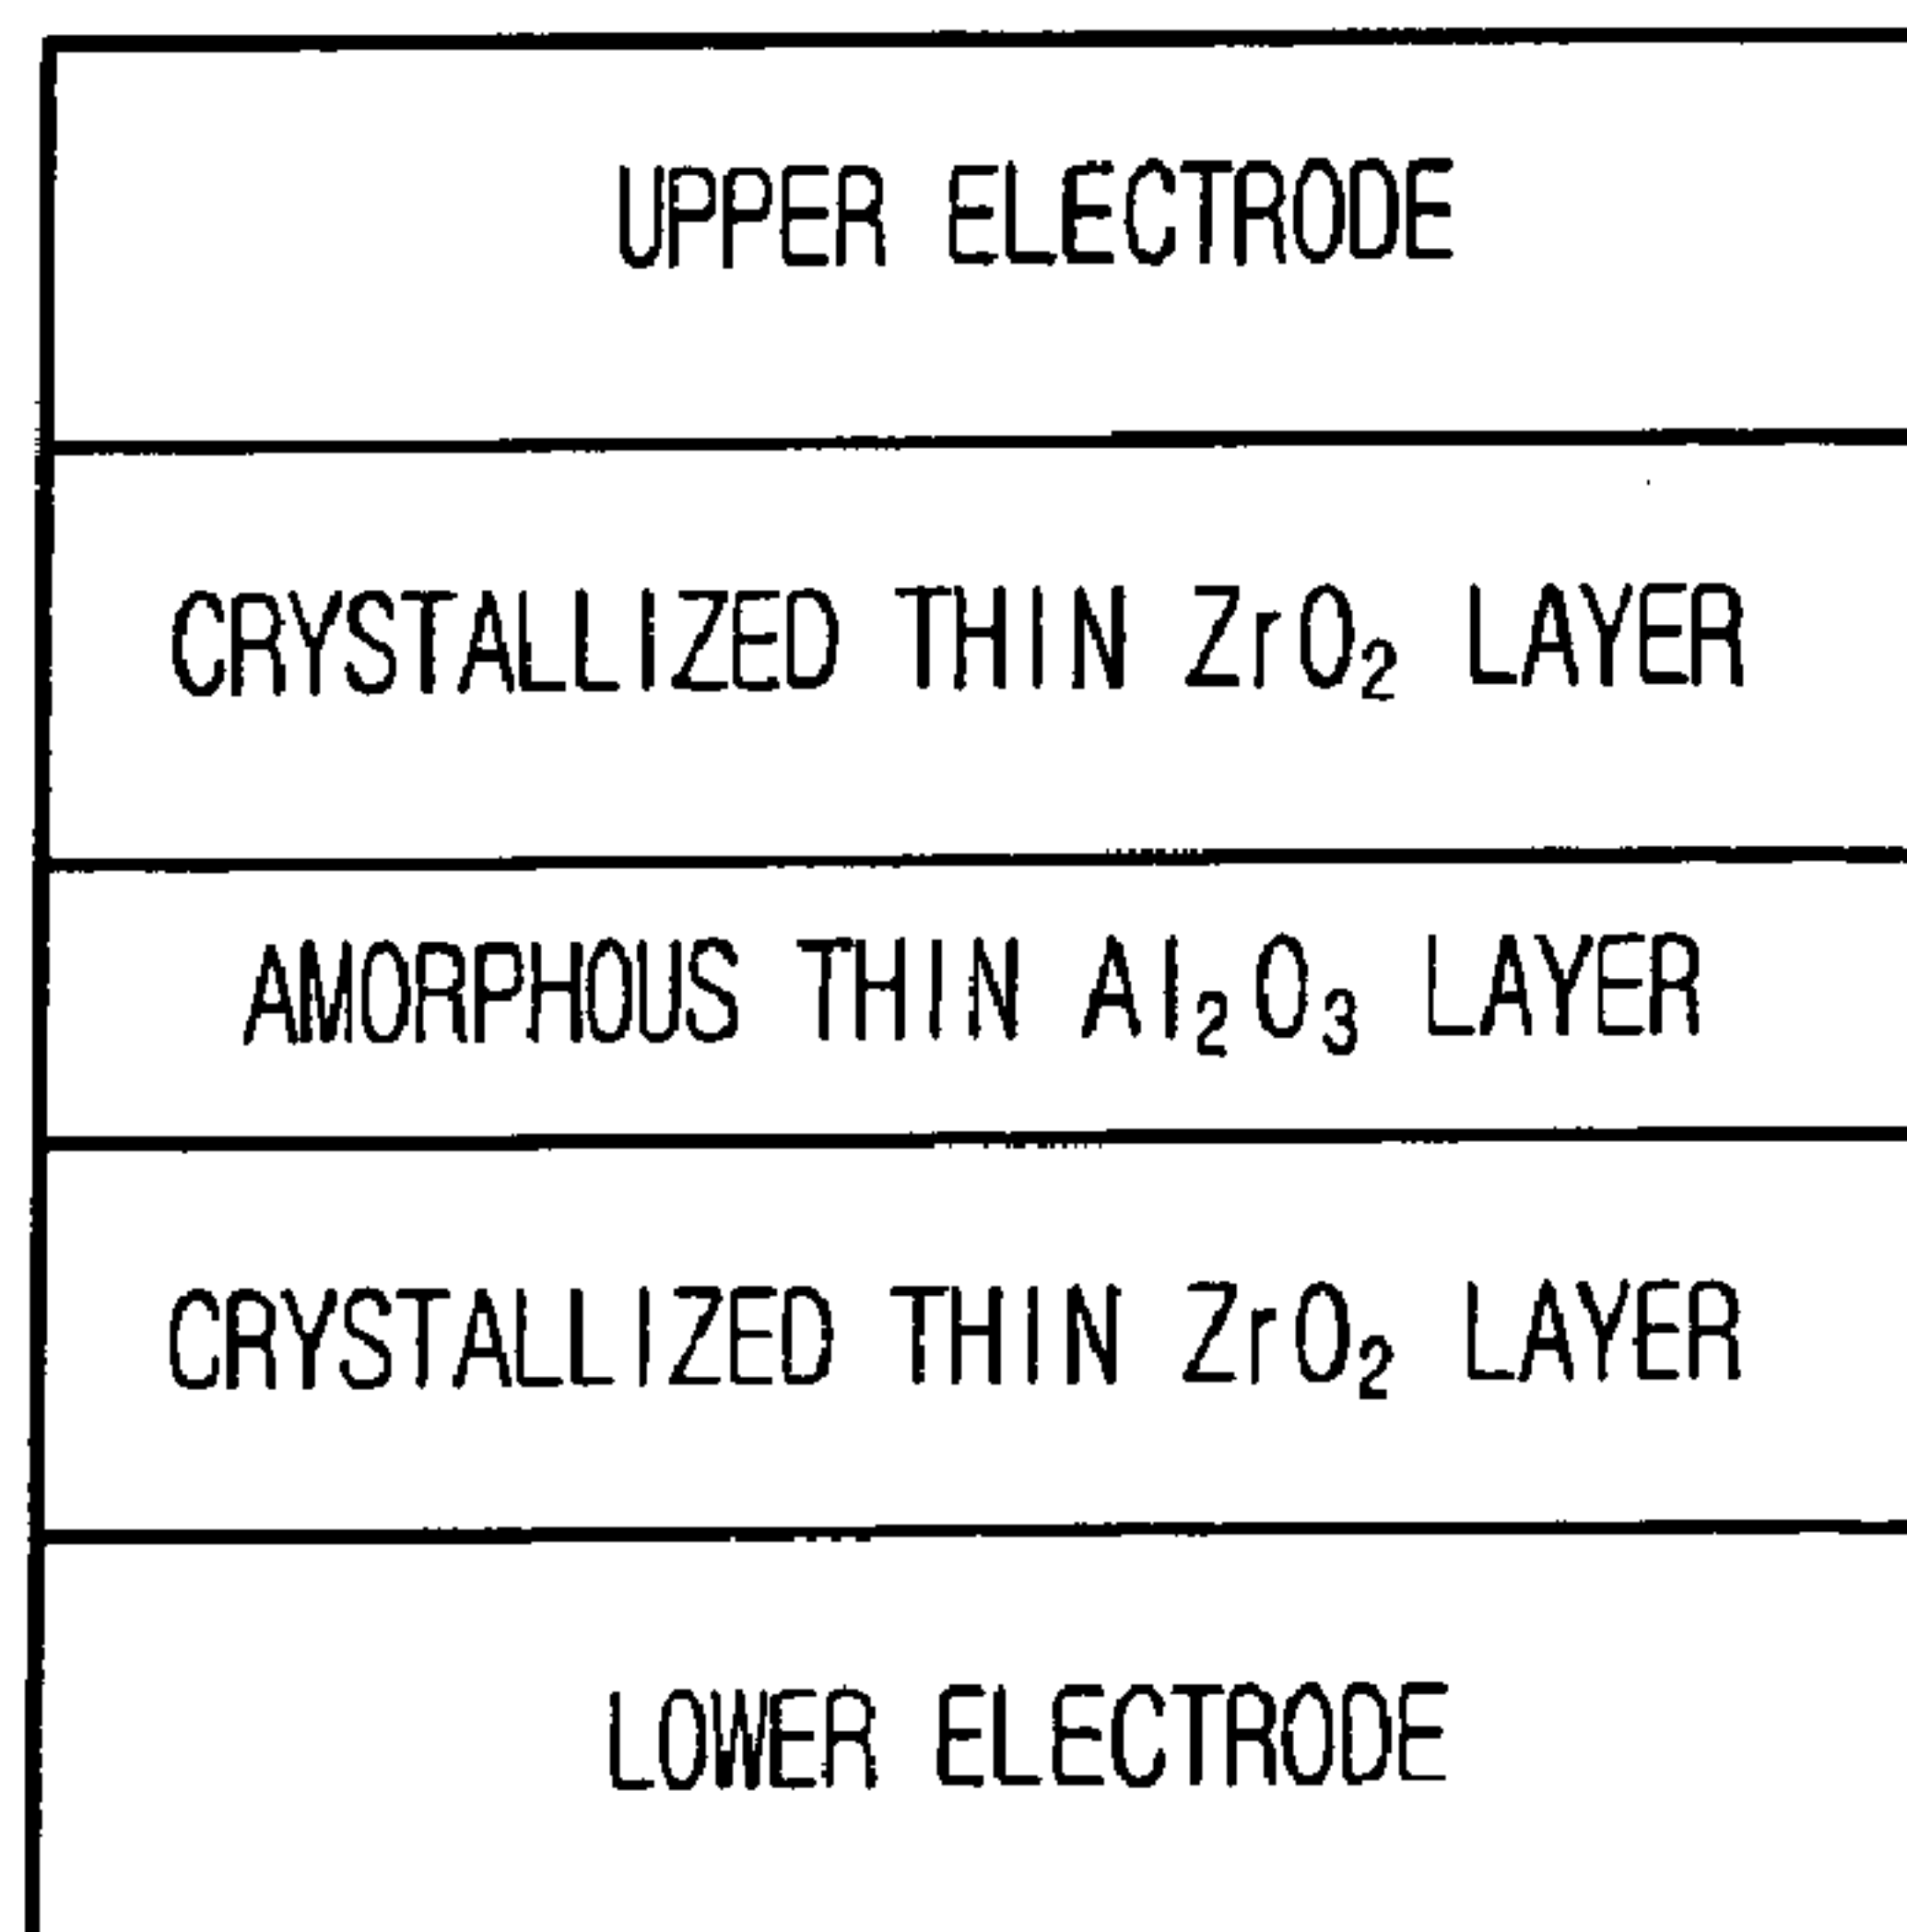 UPPER ELECTRODE
CRYSTALLIZED THIN ZrO₂ LAYER
AMORPHOUS THIN Al₂O₃ LAYER
CRYSTALLIZED THIN ZrO₂ LAYER
LOWER ELECTRODE